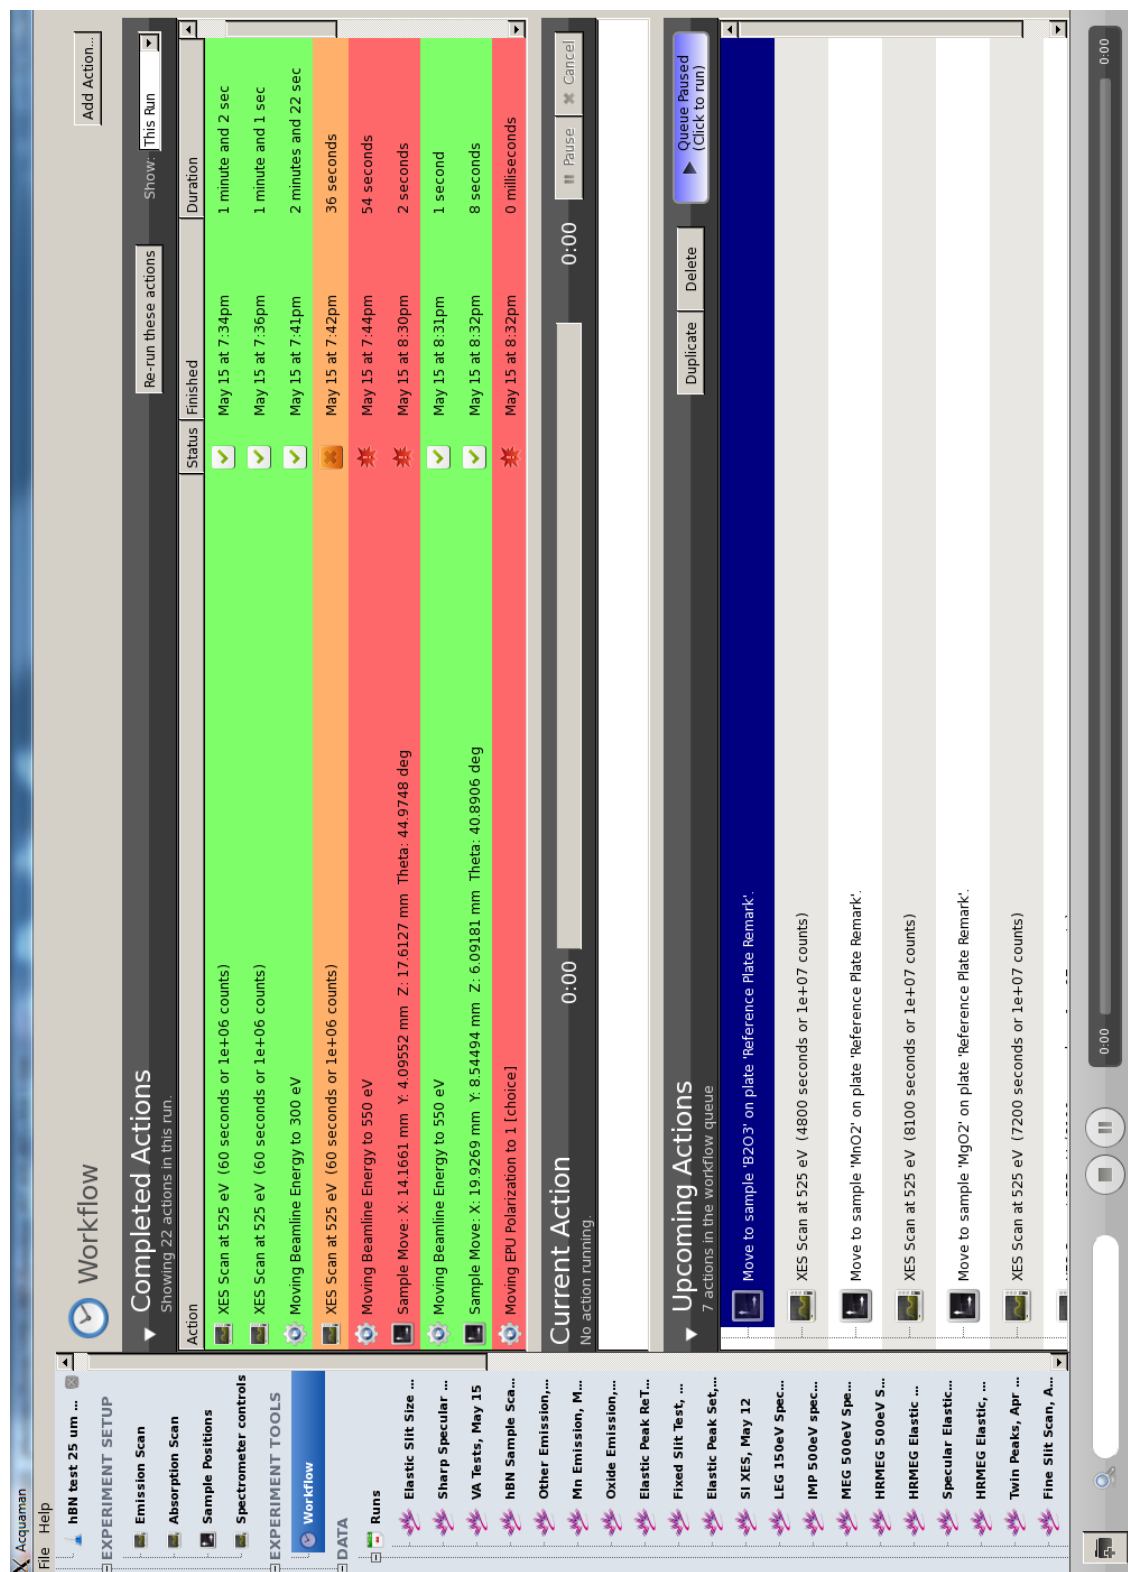 Acquaman
File Help
hBN test 25 um ...
EXPERIMENT SETUP
Emission Scan
Absorption Scan
Sample Positions
Spectrometer controls
EXPERIMENT TOOLS
Workflow
DATA
Runs
Elastic Slit Size ...
Sharp Specular ...
VA Tests, May 15
hBN Sample Sca...
Other Emission,...
Mn Emission, M...
Oxide Emission,...
Elastic Peak ReT...
Fixed Slit Test, ...
Elastic Peak Set,...
SI XES, May 12
LEG 150eV Spec...
IMP 500eV spec...
MEG 500eV Spe...
HRMEG 500eV S...
HRMEG Elastic ...
Specular Elastic...
HRMEG Elastic, ...
Twin Peaks, Apr ...
Fine Slit Scan, A...
Workflow
Add Action...
Completed Actions
Showing 22 actions in this run.
Re-run these actions
Show: This Run
Action Status Finished Duration
XES Scan at 525 eV (60 seconds or 1e+06 counts) May 15 at 7:34pm 1 minute and 2 sec
XES Scan at 525 eV (60 seconds or 1e+06 counts) May 15 at 7:36pm 1 minute and 1 sec
Moving Beamline Energy to 300 eV May 15 at 7:41pm 2 minutes and 22 sec
XES Scan at 525 eV (60 seconds or 1e+06 counts) May 15 at 7:42pm 36 seconds
Moving Beamline Energy to 550 eV May 15 at 7:44pm 54 seconds
Sample Move: X: 14.1661 mm Y: 4.09552 mm Z: 17.6127 mm Theta: 44.9748 deg May 15 at 8:30pm 2 seconds
Moving Beamline Energy to 550 eV May 15 at 8:31pm 1 second
Sample Move: X: 19.9269 mm Y: 8.54494 mm Z: 6.09181 mm Theta: 40.8906 deg May 15 at 8:32pm 8 seconds
Moving EPU Polarization to 1 [choice] May 15 at 8:32pm 0 milliseconds
Current Action
No action running.
0:00
0:00
Pause
Cancel
Upcoming Actions
7 actions in the workflow queue
Duplicate
Delete
Queue Paused
(Click to run)
Move to sample 'B2O3' on plate 'Reference Plate Remark'.
XES Scan at 525 eV (4800 seconds or 1e+07 counts)
Move to sample 'MnO2' on plate 'Reference Plate Remark'.
XES Scan at 525 eV (8100 seconds or 1e+07 counts)
Move to sample 'MgO2' on plate 'Reference Plate Remark'.
XES Scan at 525 eV (7200 seconds or 1e+07 counts)
0:00
0:00